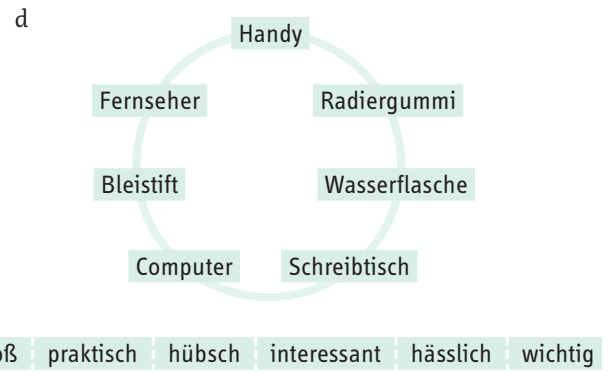 d
Handy
Fernseher Radiergummi
Bleistift Wasserflasche
Computer Schreibtisch
praktisch hübsch interessant hässlich wichtig